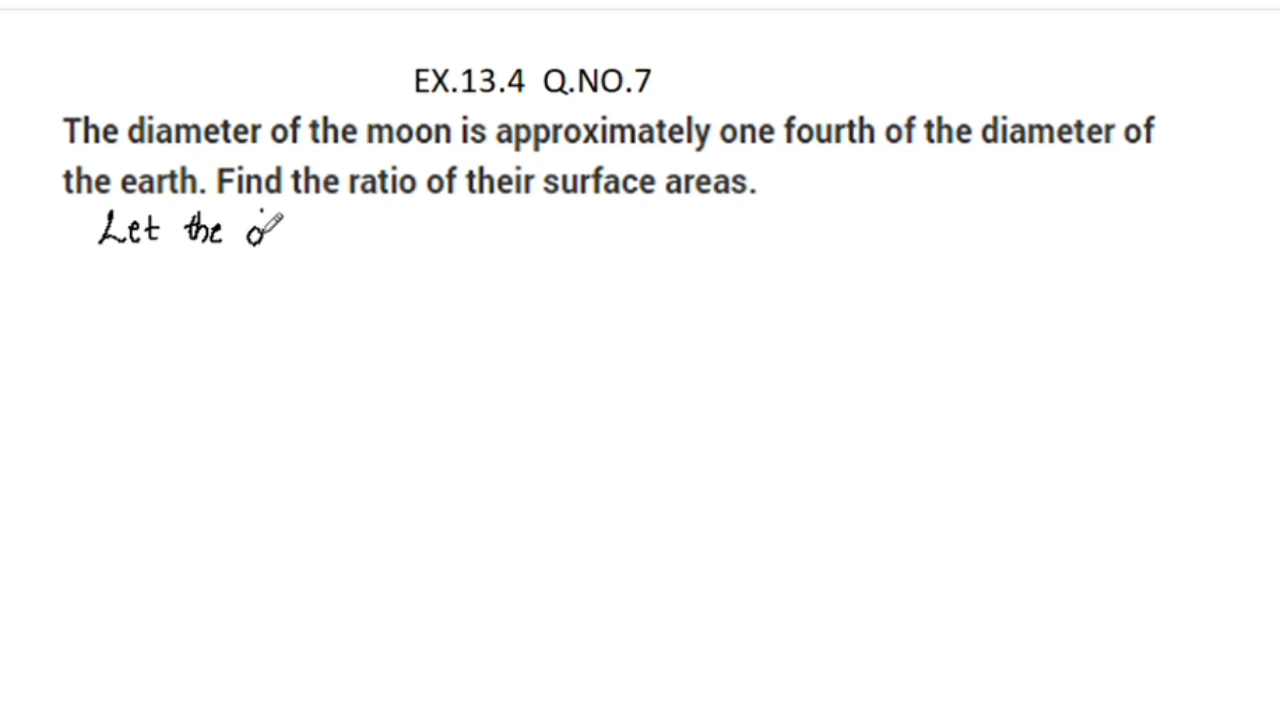 EX.13.4 Q.NO.7
The diameter of the moon is approximately one fourth of the diameter of
the earth. Find the ratio of their surface areas.
Let the